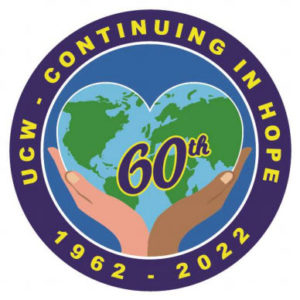 UCW - CONTINUING IN HOPE
60th
1962 - 2022